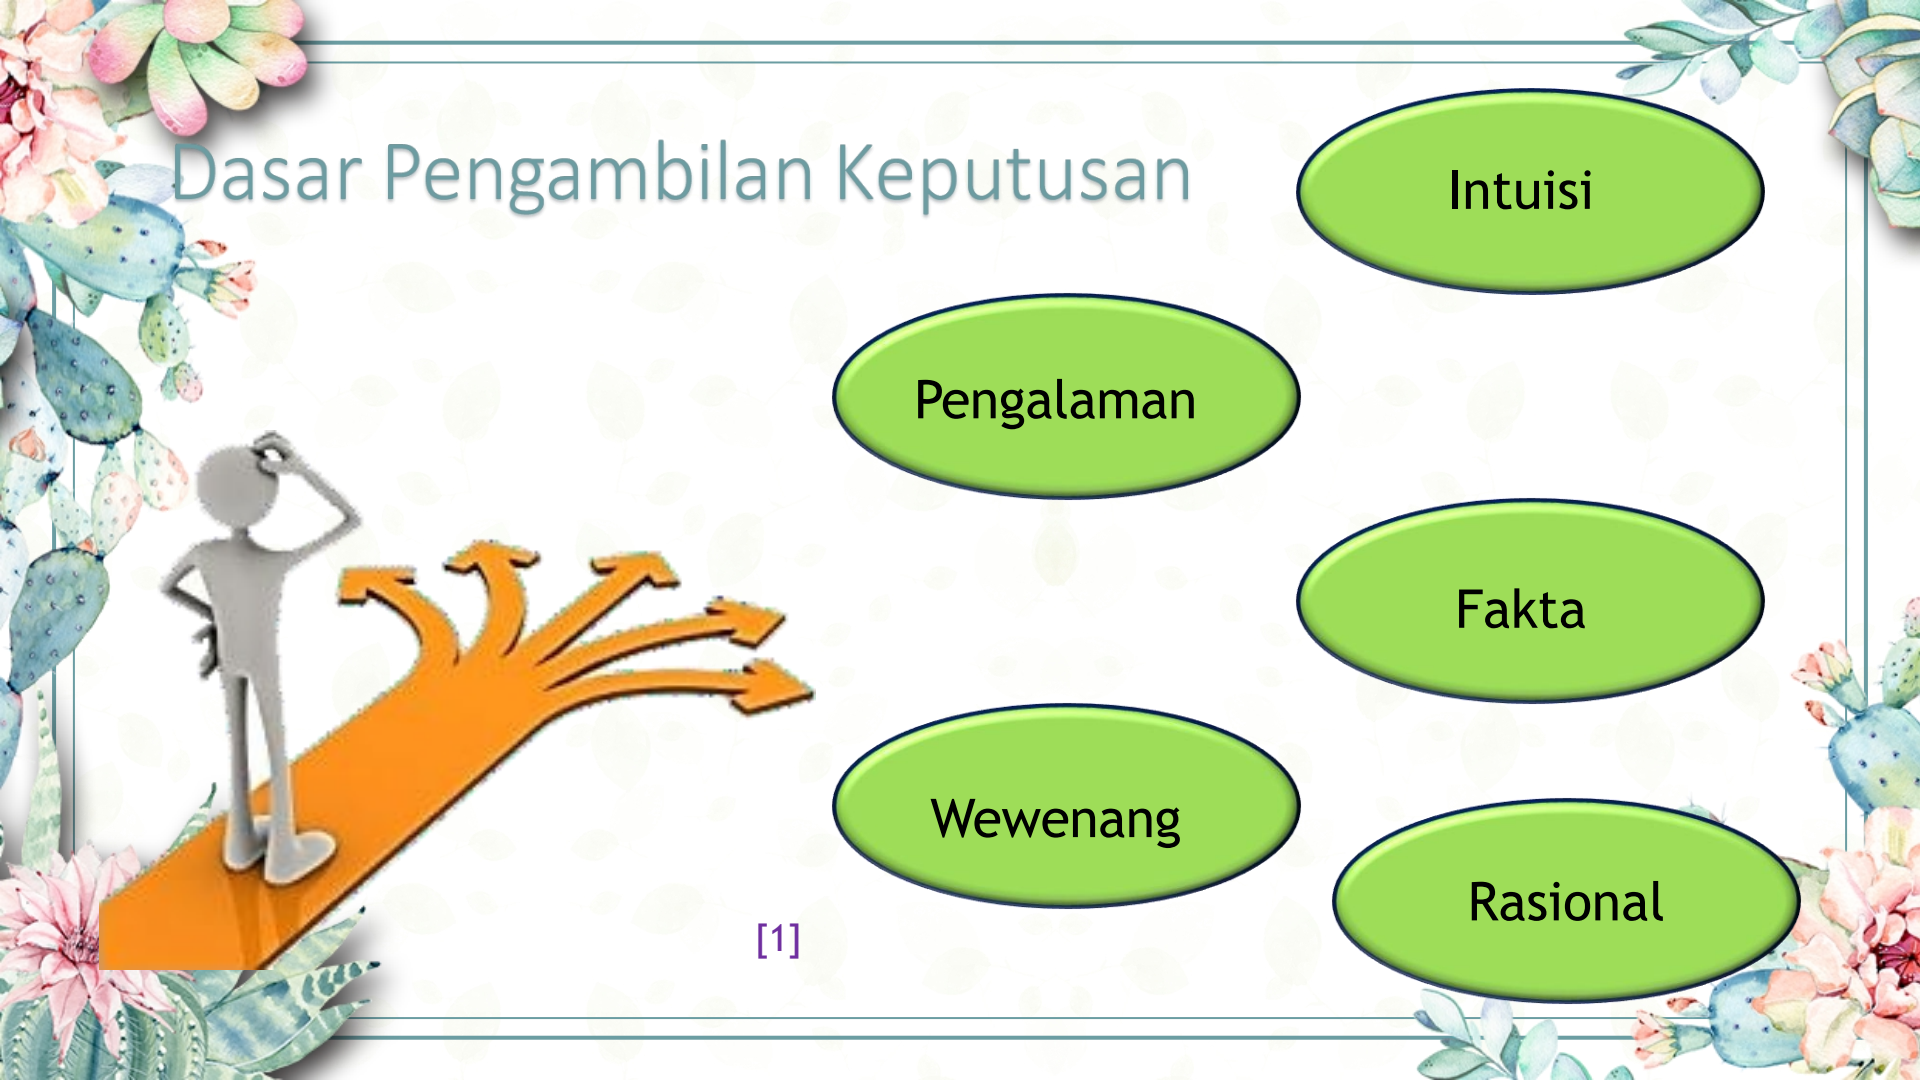 Dasar Pengambilan Keputusan
Intuisi
Pengalaman
Fakta
Wewenang
Rasional
[1]